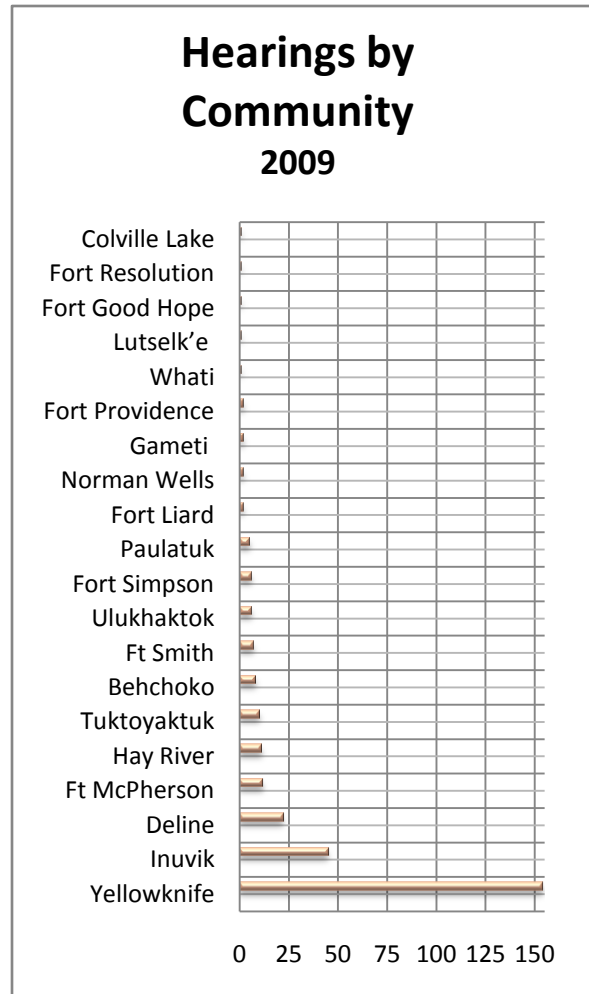 Hearings by
Community
2009
Colville Lake
Fort Resolution
Fort Good Hope
Lutselk’e
Whati
Fort Providence
Gameti
Norman Wells
Fort Liard
Paulatuk
Fort Simpson
Ulukhaktok
Ft Smith
Behchoko
Tuktoyaktuk
Hay River
Ft McPherson
Deline
Inuvik
Yellowknife
0 25 50 75 100 125 150